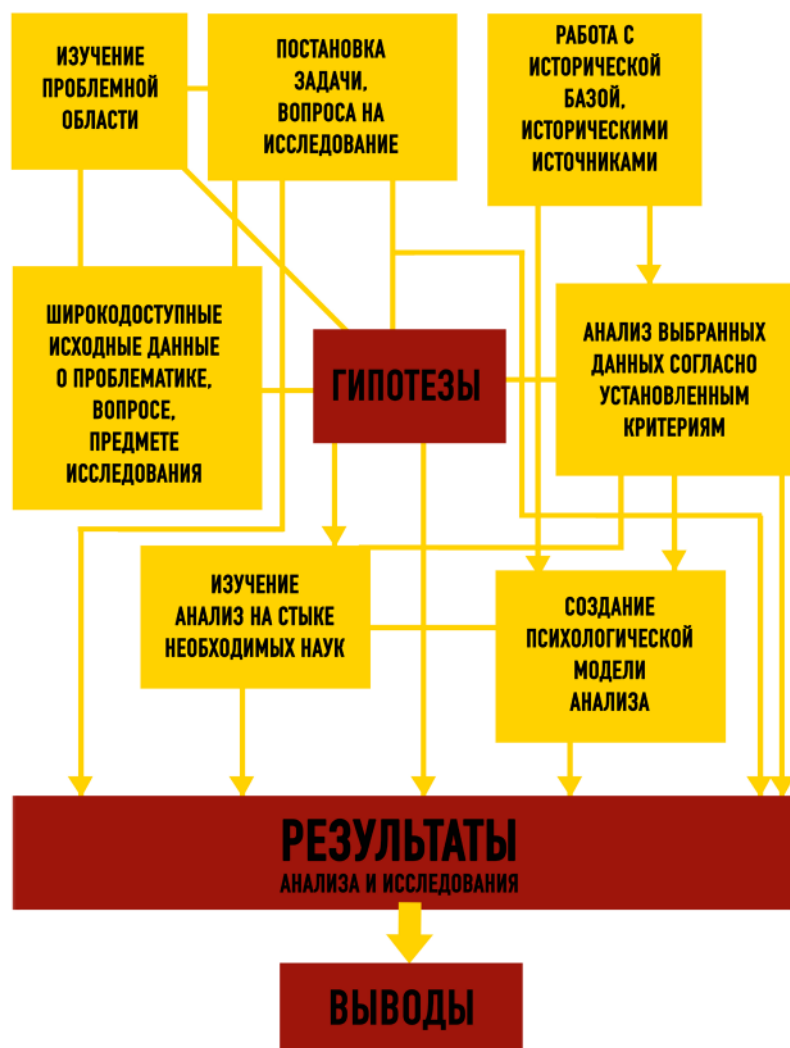 ИЗУЧЕНИЕ
ПРОБЛЕМНОЙ
ОБЛАСТИ
ПОСТАНОВКА
ЗАДАЧИ,
ВОПРОСА НА
ИССЛЕДОВАНИЕ
РАБОТА С
ИСТОРИЧЕСКОЙ
БАЗОЙ,
ИСТОРИЧЕСКИМИ
ИСТОЧНИКАМИ
ШИРОКОДОСТУПНЫЕ
ИСХОДНЫЕ ДАННЫЕ
О ПРОБЛЕМАТИКЕ,
ВОПРОСЕ,
ПРЕДМЕТЕ
ИССЛЕДОВАНИЯ
ГИПОТЕЗЫ
АНАЛИЗ ВЫБРАННЫХ
ДАННЫХ СОГЛАСНО
УСТАНОВЛЕННЫМ
КРИТЕРИЯМ
ИЗУЧЕНИЕ
АНАЛИЗ НА СТЫКЕ
НЕОБХОДИМЫХ НАУК
СОЗДАНИЕ
ПСИХОЛОГИЧЕСКОЙ
МОДЕЛИ
АНАЛИЗА
РЕЗУЛЬТАТЫ
АНАЛИЗА И ИССЛЕДОВАНИЯ
ВЫВОДЫ